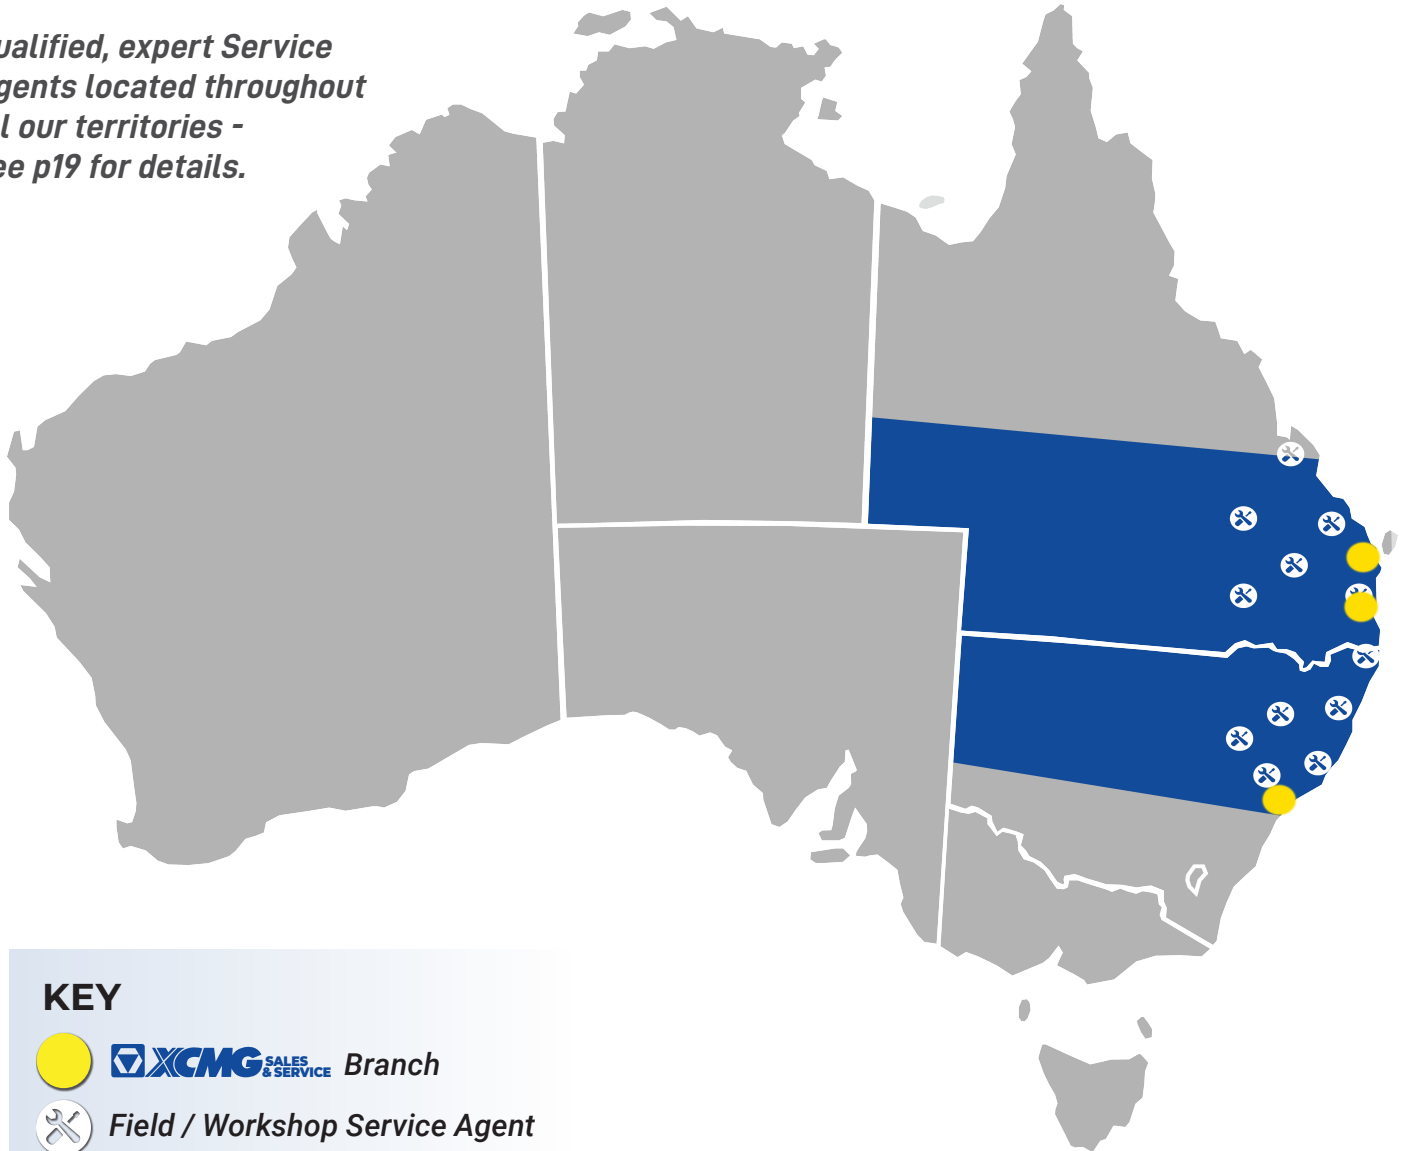 ualified, expert Service
gents located throughout
l our territories -
ee p19 for details.
KEY
XCMG SALES & SERVICE Branch
Field / Workshop Service Agent